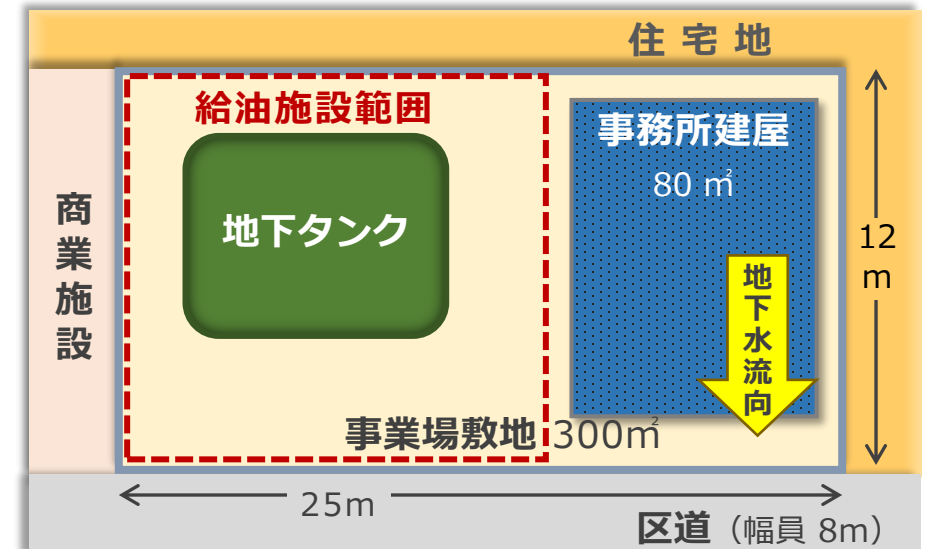 住宅地
給油施設範囲
事務所建屋
80 ㎡
地下タンク
商業施設
12
m
地下水流向
事業場敷地 300㎡
25m
区道（幅員 8m）